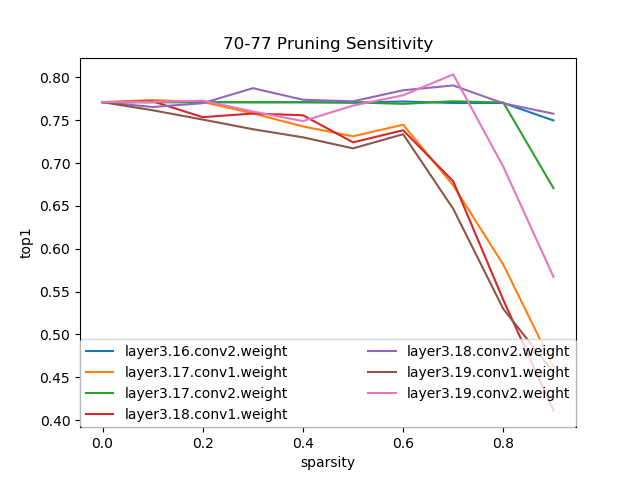 70-77 Pruning Sensitivity
top1
0.80
0.75
0.70
0.65
0.60
0.55
0.50
0.45
0.40
layer3.16.conv2.weight
layer3.17.conv1.weight
layer3.17.conv2.weight
layer3.18.conv1.weight
layer3.18.conv2.weight
layer3.19.conv1.weight
layer3.19.conv2.weight
0.0 0.2 0.4 0.6 0.8
sparsity